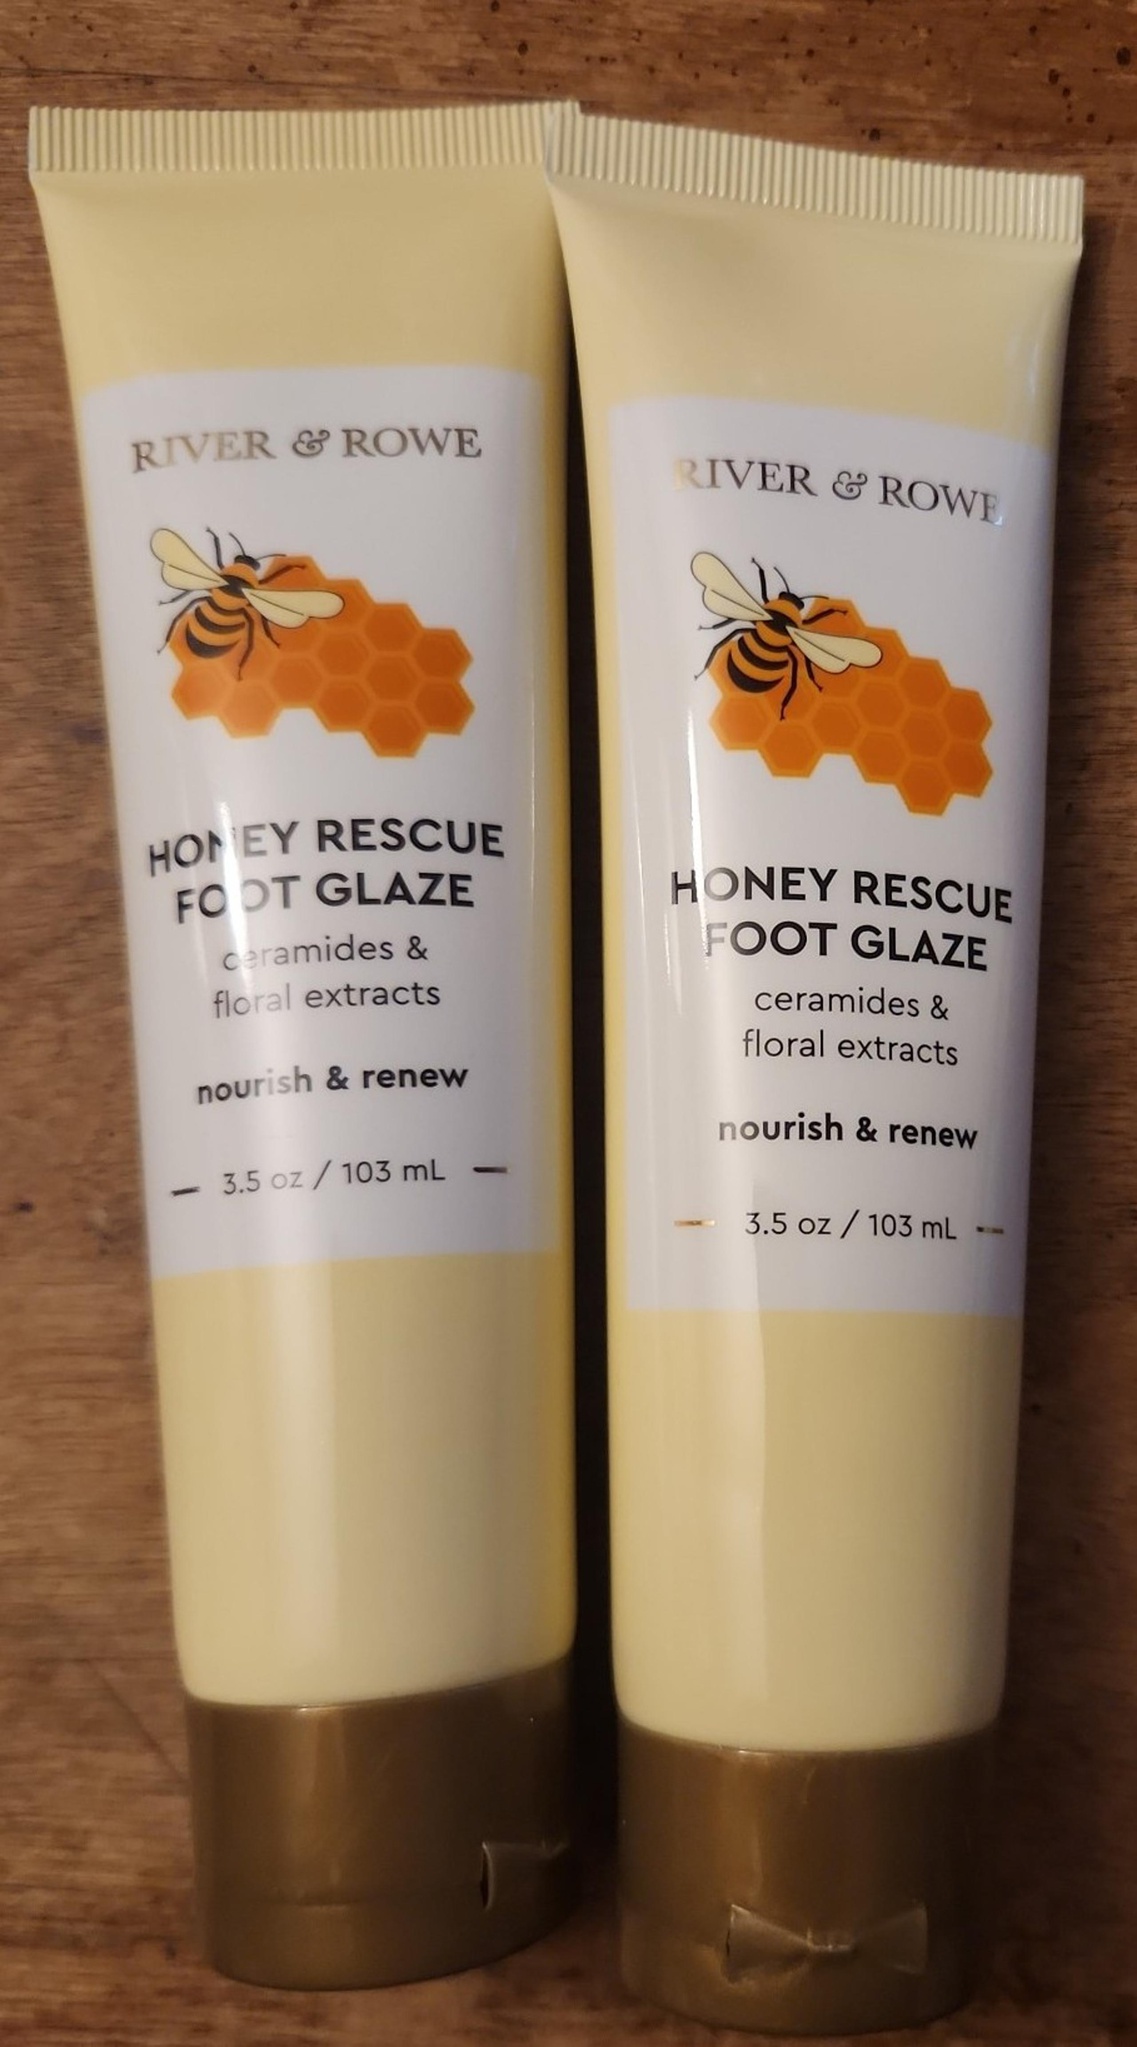 RIVER & ROWE
HONEY RESCUE
FOOT GLAZE
ceramides &
floral extracts
nourish & renew
3.5 oz / 103 mL
RIVER & ROWE
HONEY RESCUE
FOOT GLAZE
ceramides &
floral extracts
nourish & renew
3.5 oz / 103 mL